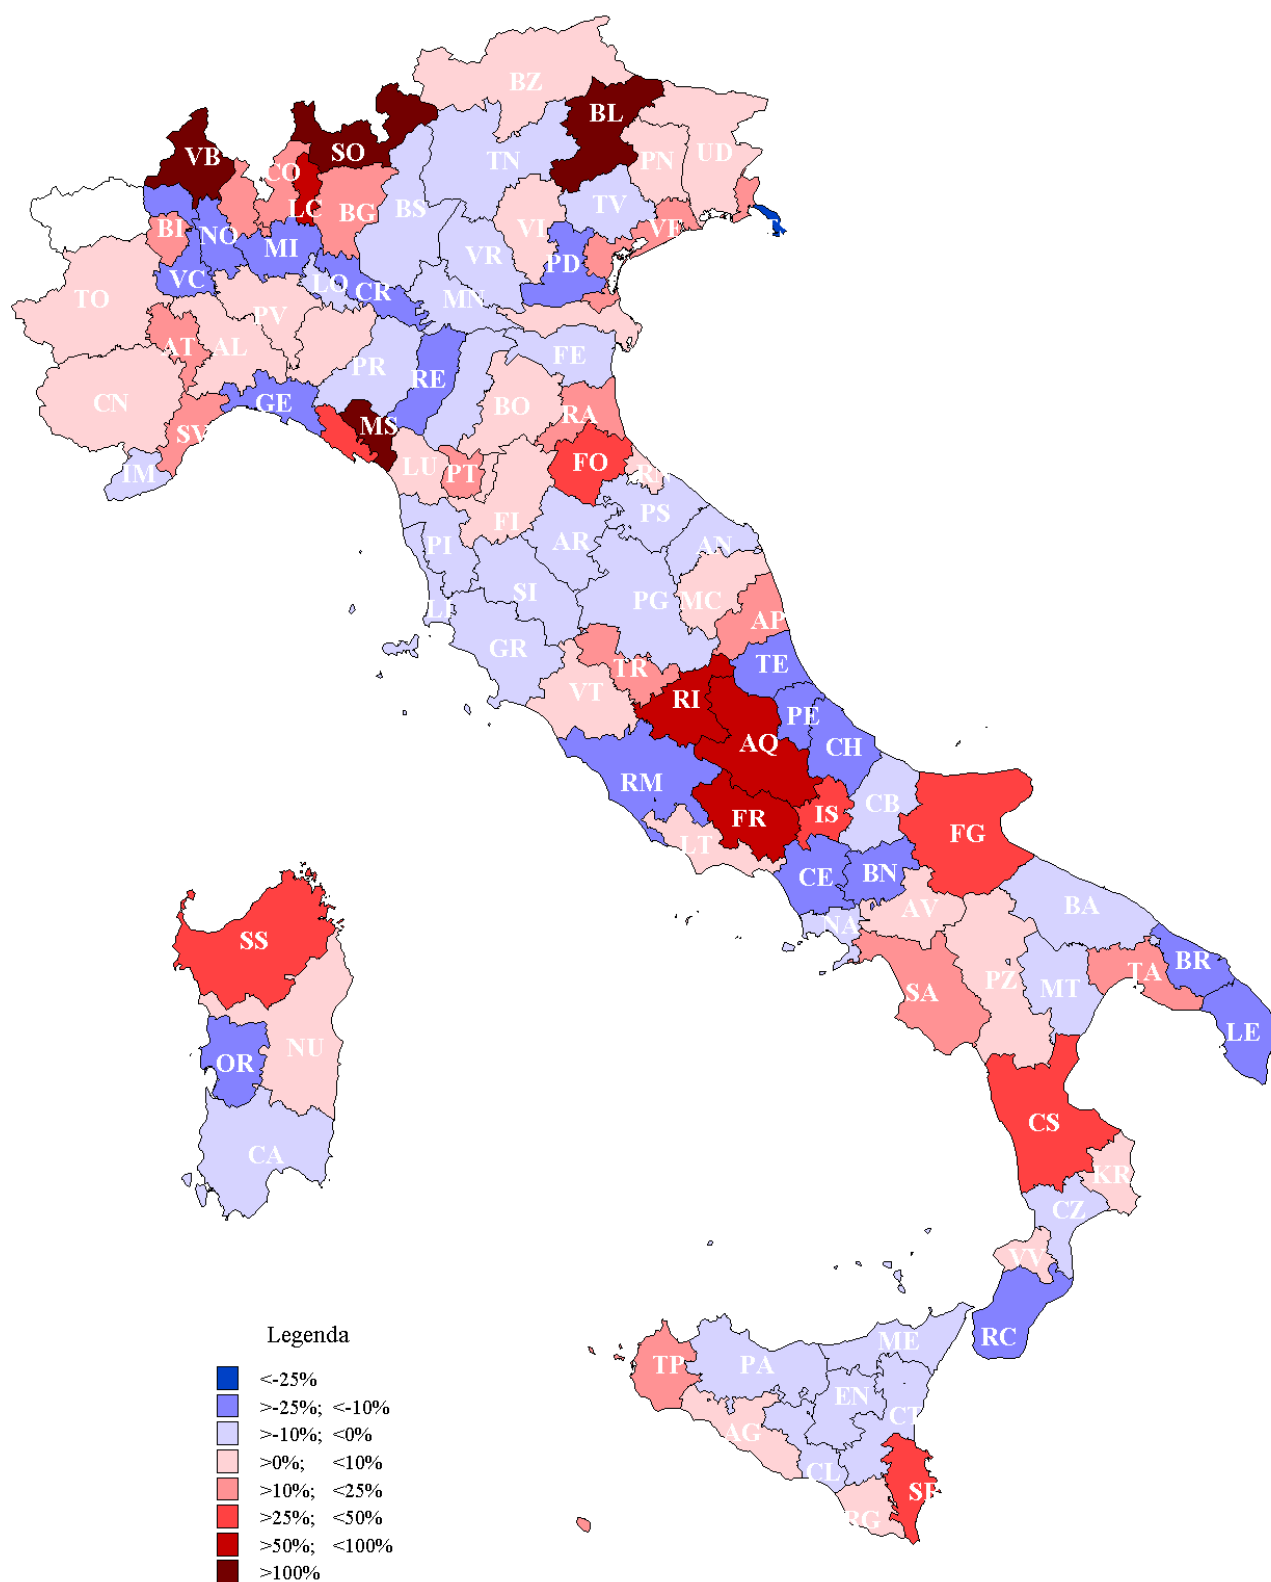 BZ
BL
VB
SO
TN
PN
UD
CO
LC
BG
BS
TV
BI
NO
MI
VI
VE
T
VC
VR
PD
LO
CR
MN
TO
PV
AT
AL
PR
RE
FE
CN
GE
MS
BO
RA
SV
LU
PT
FO
RN
IM
FI
PS
PI
AR
AN
SI
LI
PG
MC
GR
AP
TR
TE
VT
RI
PE
AQ
CH
RM
CB
FR
IS
FG
LT
CE
BN
NA
AV
BA
SS
BR
TA
SA
PZ
MT
LE
OR
NU
CS
CA
KR
CZ
VV
RC
ME
TP
PA
EN
CT
AG
CL
SR
RG
Legenda
<-25%
>-25%; <-10%
>-10%; <0%
>0%; <10%
>10%; <25%
>25%; <50%
>50%; <100%
>100%